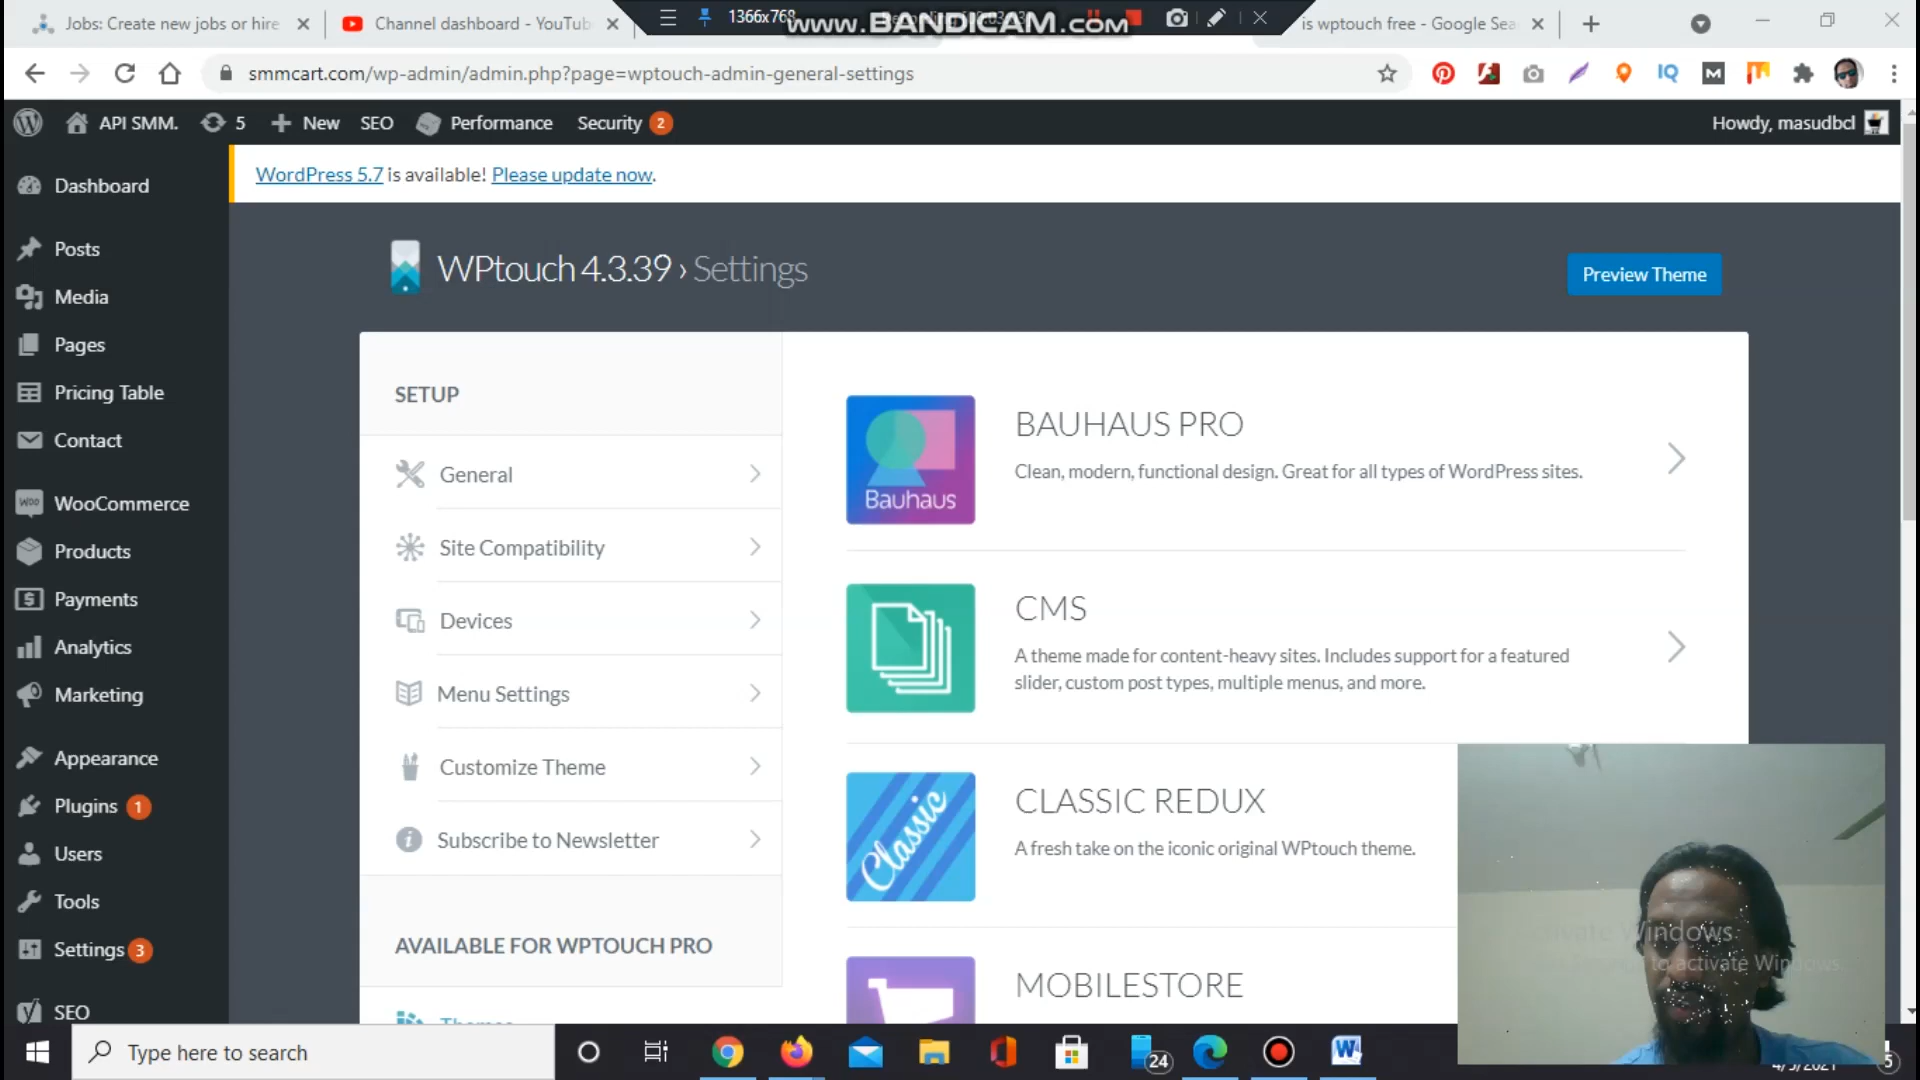 Jobs: Create new jobs or hire
Channel dashboard - YouTub
1366x768
www.BANDICAM.com
is wptouch free - Google Sea
smmcart.com/wp-admin/admin.php?page=wptouch-admin-general-settings
API SMM.
5
New
SEO
Performance
Security 2
Howdy, masudbcl
WordPress 5.7 is available! Please update now.
Dashboard
Posts
Media
Pages
Pricing Table
Contact
WooCommerce
Products
Payments
Analytics
Marketing
Appearance
Plugins 1
Users
Tools
Settings 3
SEO
WPtouch 4.3.39 › Settings
Preview Theme
SETUP
General
Site Compatibility
Devices
Menu Settings
Customize Theme
Subscribe to Newsletter
AVAILABLE FOR WPTOUCH PRO
Themes
Bauhaus
BAUHAUS PRO
Clean, modern, functional design. Great for all types of WordPress sites.
CMS
A theme made for content-heavy sites. Includes support for a featured
slider, custom post types, multiple menus, and more.
Classic
CLASSIC REDUX
A fresh take on the iconic original WPtouch theme.
MOBILESTORE
Windows
to activate Windows.
Type here to search
24
5